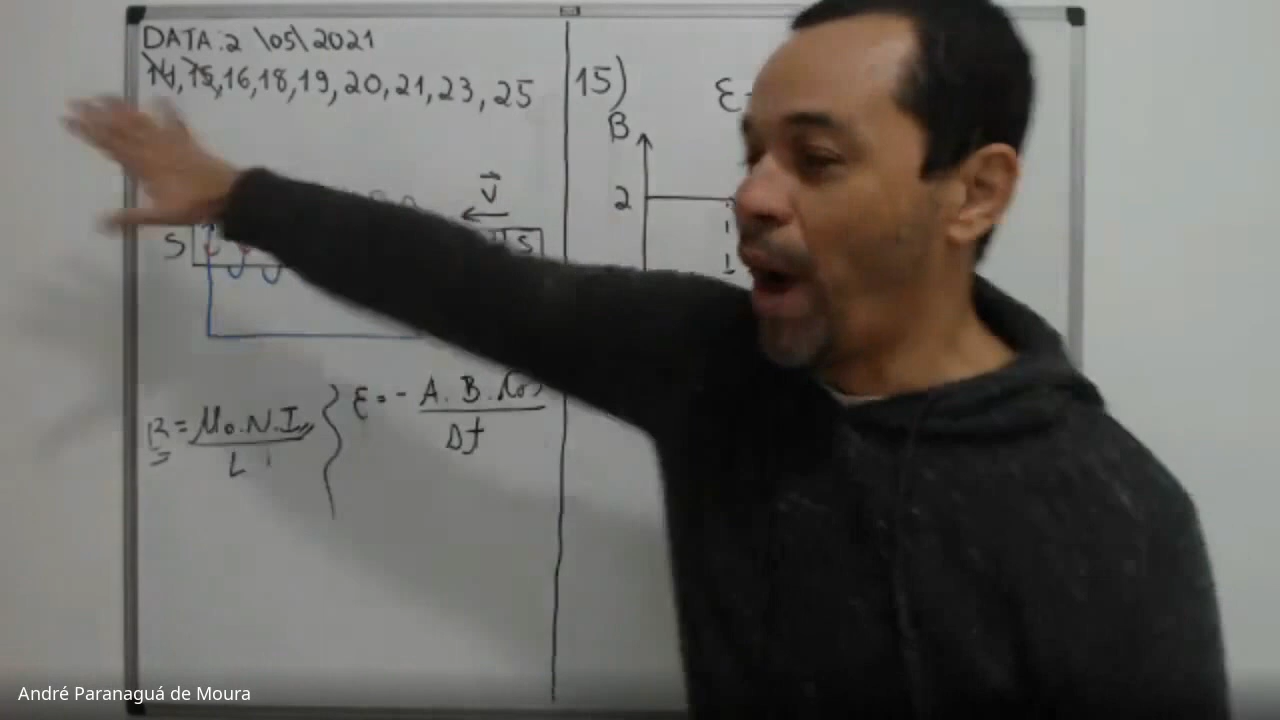 DATA: 2 \05\ 2021
14, 15, 16, 18, 19, 20, 21, 23, 25
V
S
S
B = μo.N.I
L
ε = - A. B. Cos
Δt
15)
ε-
B
2
André Paranaguá de Moura